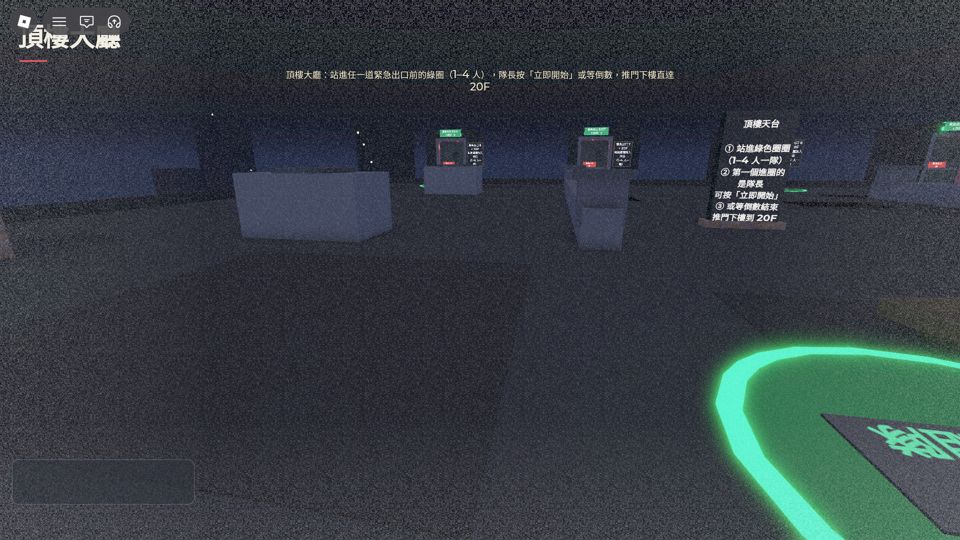 頂樓大廳
頂樓大廳：站進任一道緊急出口前的綠圈（1–4 人），隊長按「立即開始」或等倒數，推門下樓直達
20F
頂樓天台
① 站進綠色圈圈
（1–4 人一隊）
② 第一個進圈的
是隊長
可按「立即開始」
③ 或等倒數結束
推門下樓到 20F